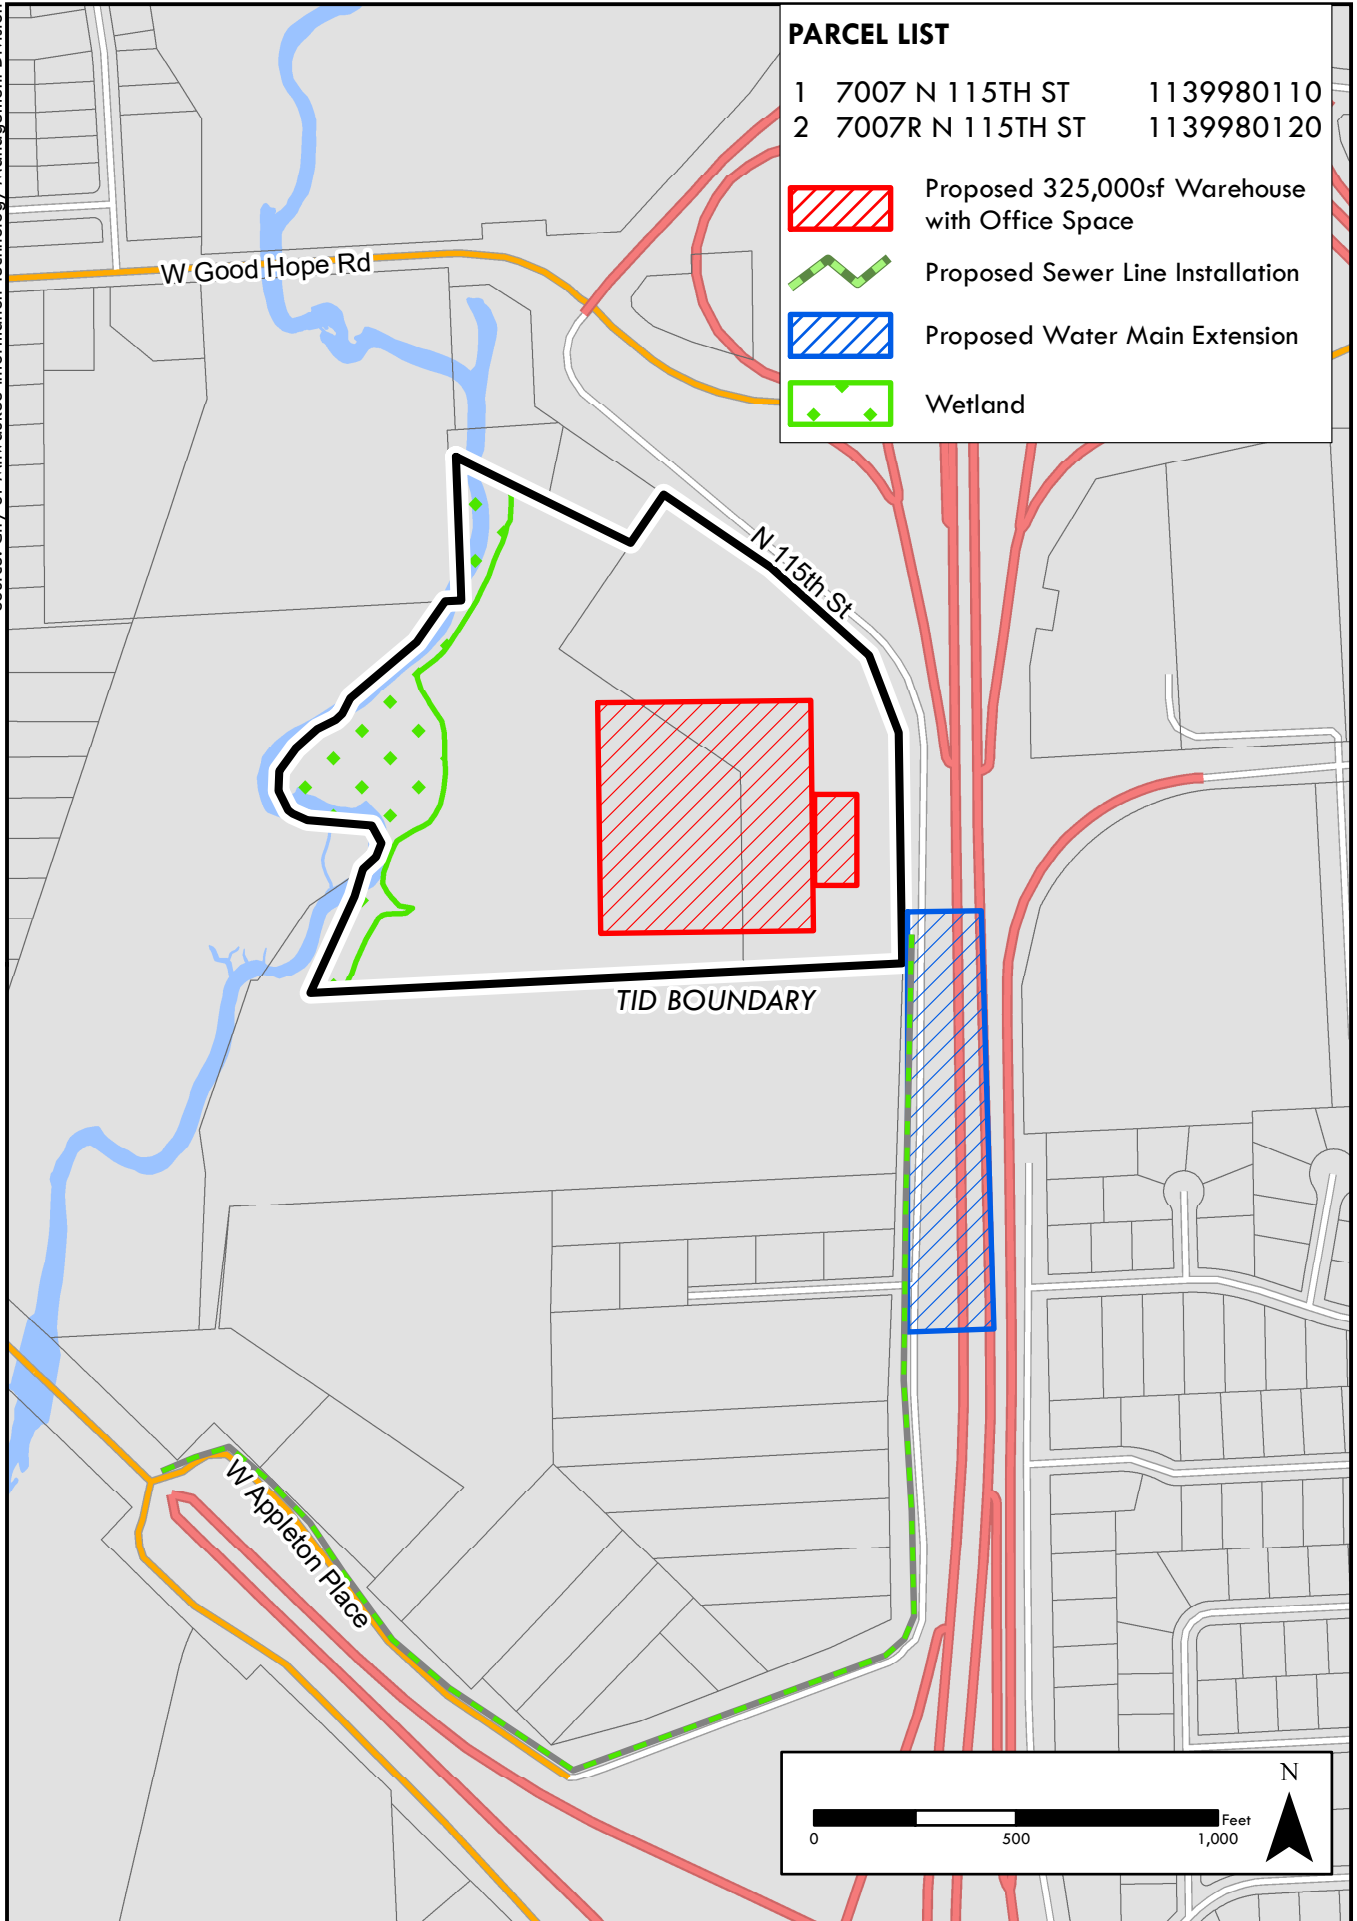 PARCEL LIST
1 7007 N 115TH ST 1139980110
2 7007R N 115TH ST 1139980120
Proposed 325,000sf Warehouse
with Office Space
Proposed Sewer Line Installation
Proposed Water Main Extension
Wetland
W Good Hope Rd
N 115th St
TID BOUNDARY
W Appleton Place
N
Feet
0 500 1,000